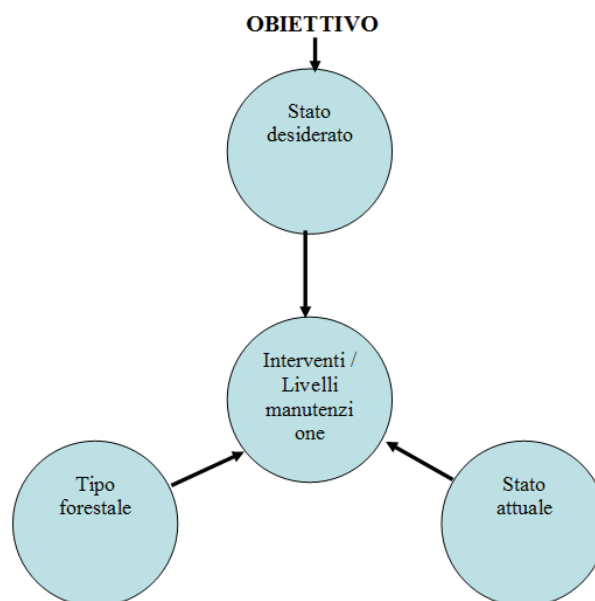 OBIETTIVO
Stato
desiderato
Interventi /
Livelli
manutenzi
one
Tipo
forestale
Stato
attuale